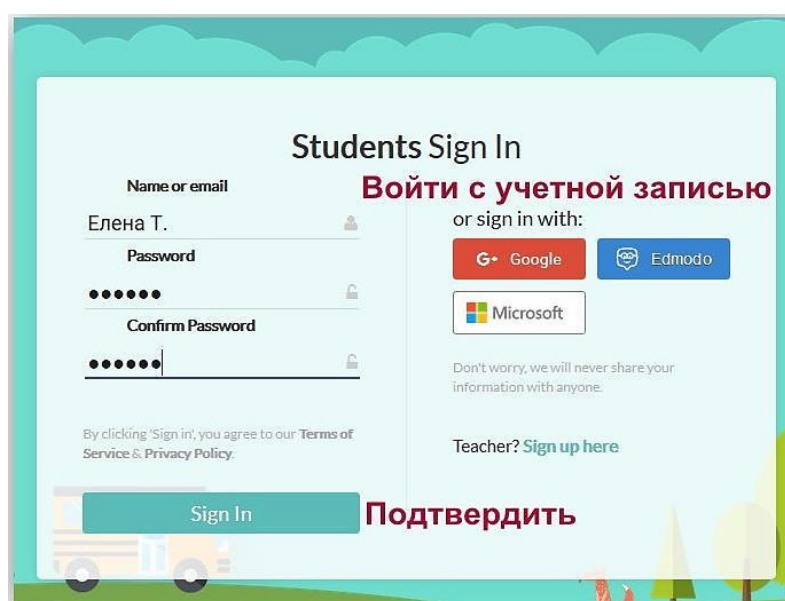 Students Sign In
Name or email
Елена Т.
Password
●●●●●●
Confirm Password
●●●●●●
By clicking 'Sign in', you agree to our Terms of
Service & Privacy Policy.
Sign In
Подтвердить
Войти с учетной записью
or sign in with:
G+ Google
Edmodo
Microsoft
Don't worry, we will never share your
information with anyone.
Teacher? Sign up here